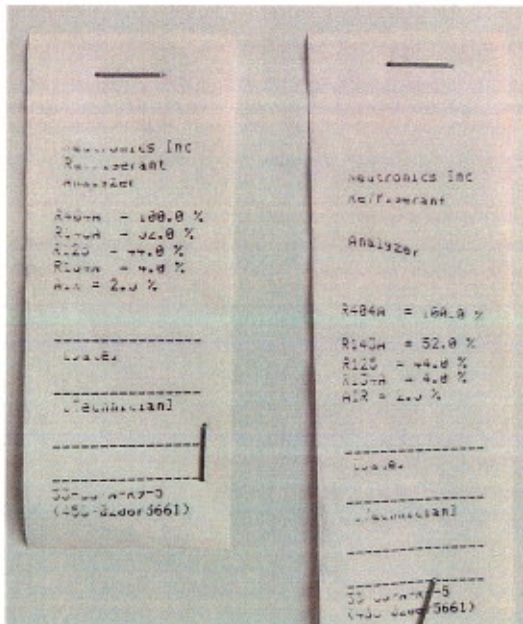 Neutronics Inc
Refrigerant
Analyzer
R404A = 100.0 %
R143A = 52.0 %
R125 = 44.0 %
R134A = 4.0 %
AIR = 2.0 %
[Technician]
Neutronics Inc
Refrigerant
Analyzer
R404A = 100.0 %
R143A = 52.0 %
R125 = 44.0 %
R134A = 4.0 %
AIR = 2.0 %
[Technician]